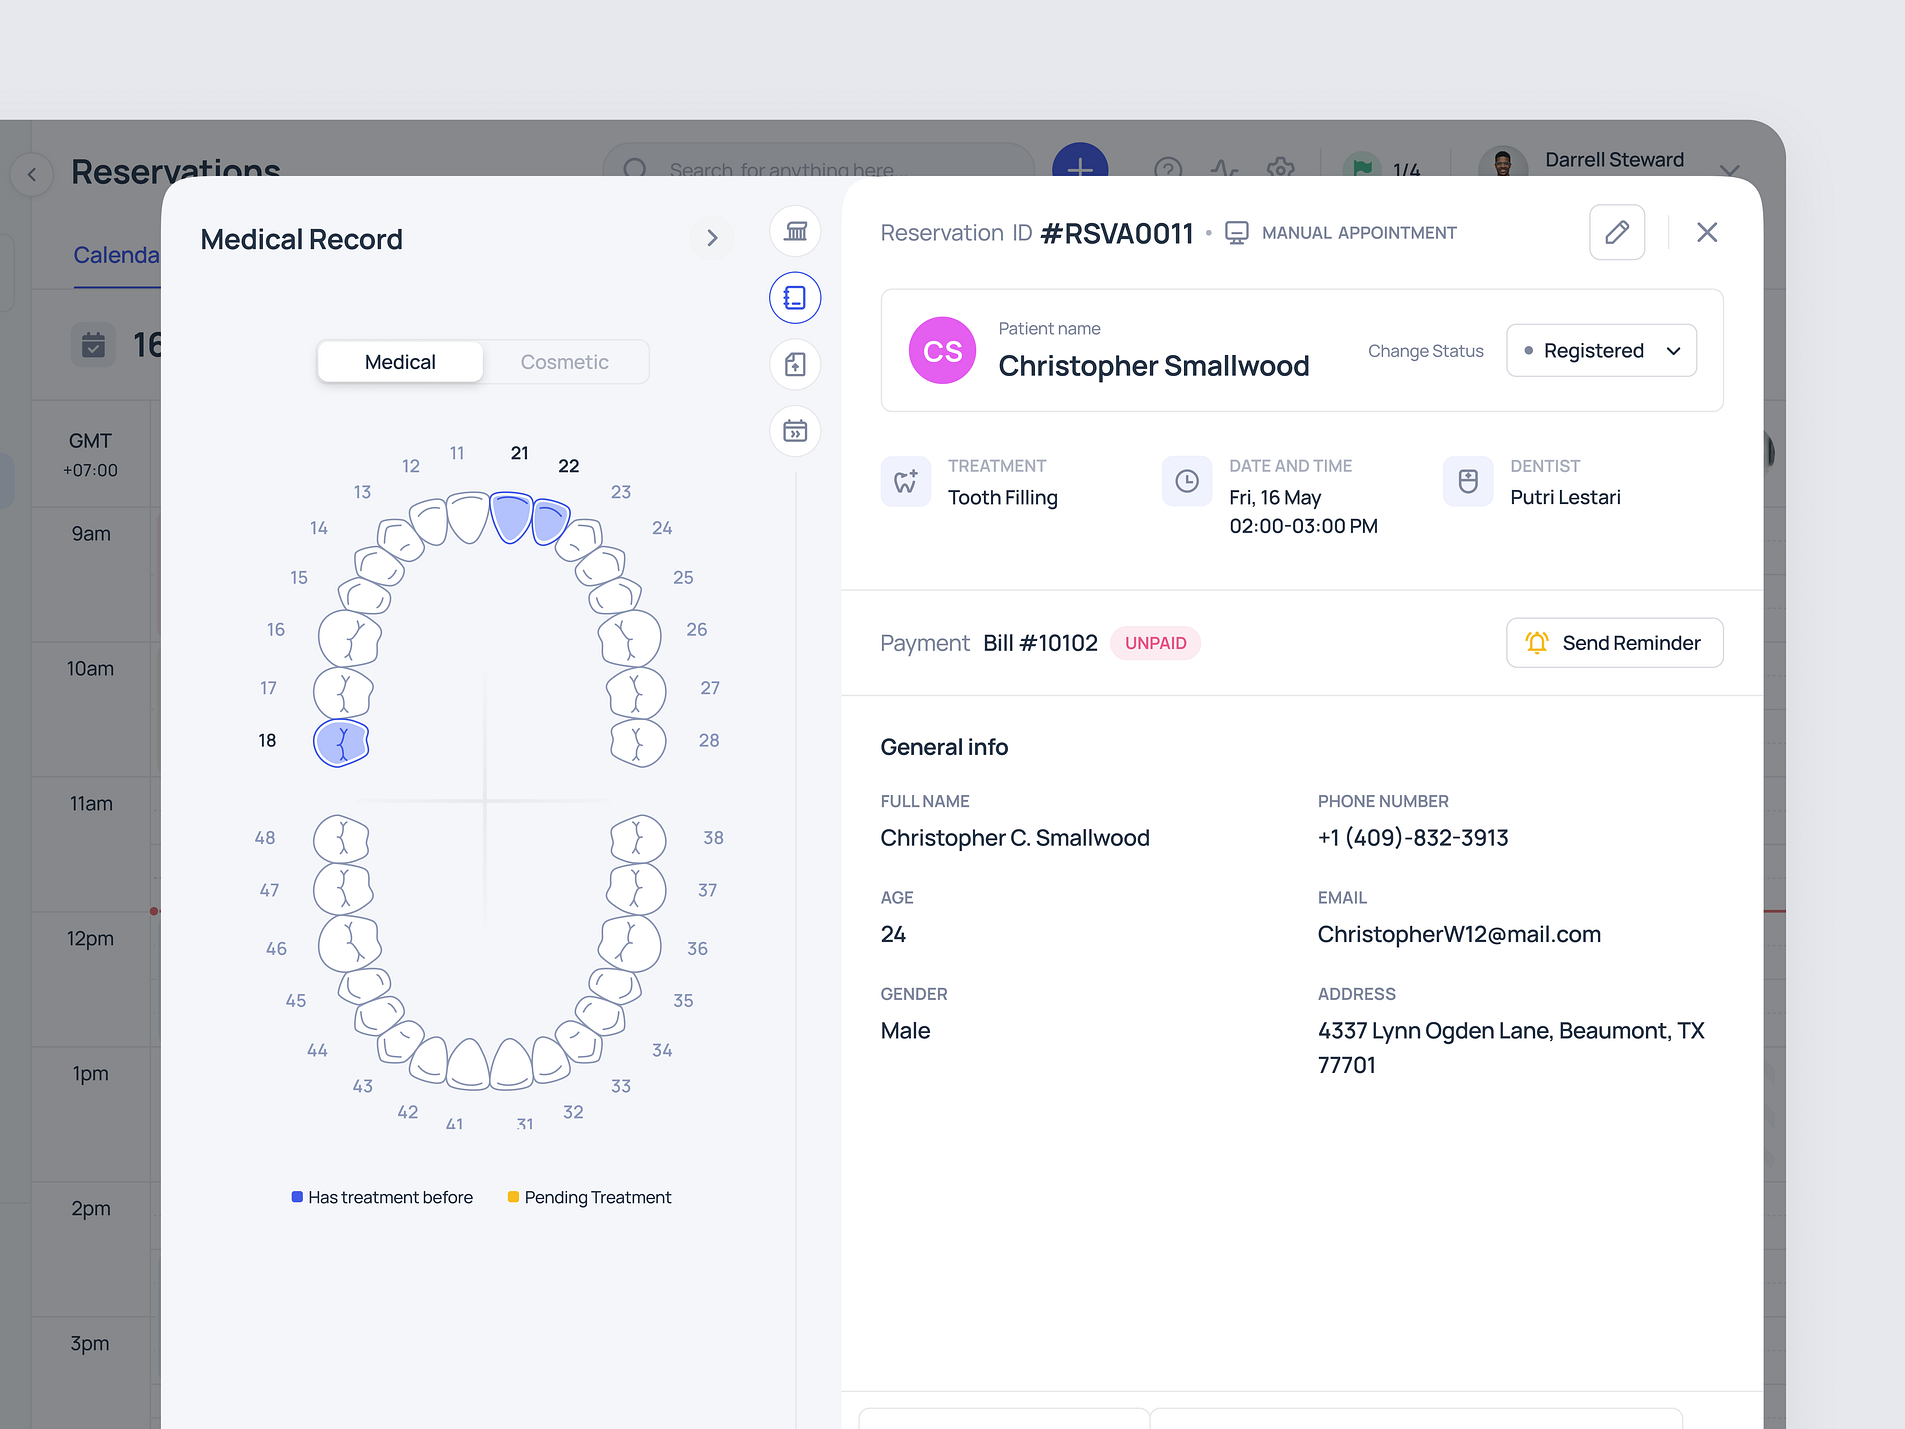 Reservations
Search for anything here...
1/4
Darrell Steward
Calenda
16
GMT
+07:00
9am
10am
11am
12pm
1pm
2pm
3pm
Medical Record
Medical
Cosmetic
11
21
12
22
13
23
14
24
15
25
16
26
17
27
18
28
48
38
47
37
46
36
45
35
44
34
43
33
42
32
41
31
Has treatment before
Pending Treatment
Reservation ID #RSVA0011 • MANUAL APPOINTMENT
CS
Patient name
Christopher Smallwood
Change Status
Registered
TREATMENT
Tooth Filling
DATE AND TIME
Fri, 16 May
02:00-03:00 PM
DENTIST
Putri Lestari
Payment Bill #10102 UNPAID
Send Reminder
General info
FULL NAME
Christopher C. Smallwood
PHONE NUMBER
+1 (409)-832-3913
AGE
24
EMAIL
ChristopherW12@mail.com
GENDER
Male
ADDRESS
4337 Lynn Ogden Lane, Beaumont, TX
77701